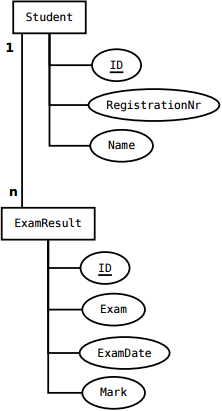 Student
1
ID
RegistrationNr
Name
n
ExamResult
ID
Exam
ExamDate
Mark